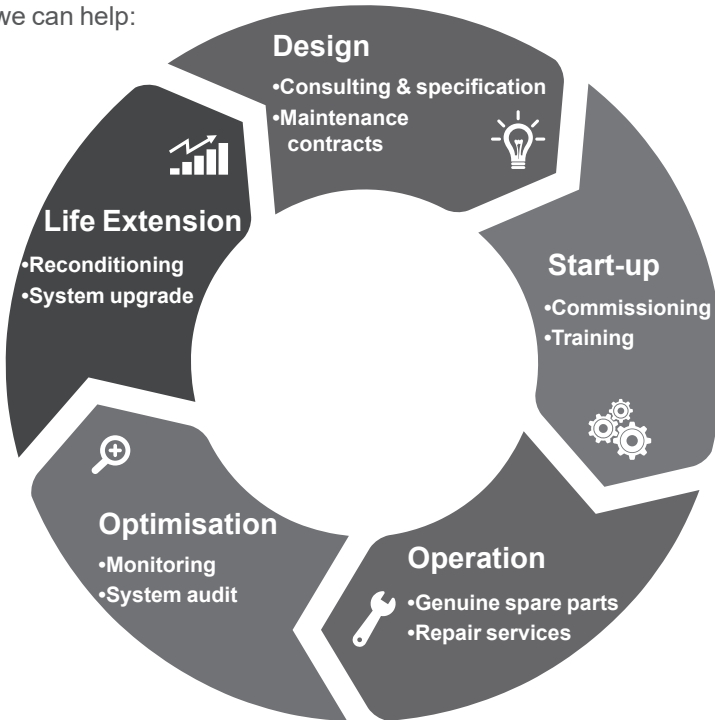 we can help:
Design
•Consulting & specification
•Maintenance
contracts
Start-up
•Commissioning
•Training
Operation
•Genuine spare parts
•Repair services
Optimisation
•Monitoring
•System audit
Life Extension
•Reconditioning
•System upgrade